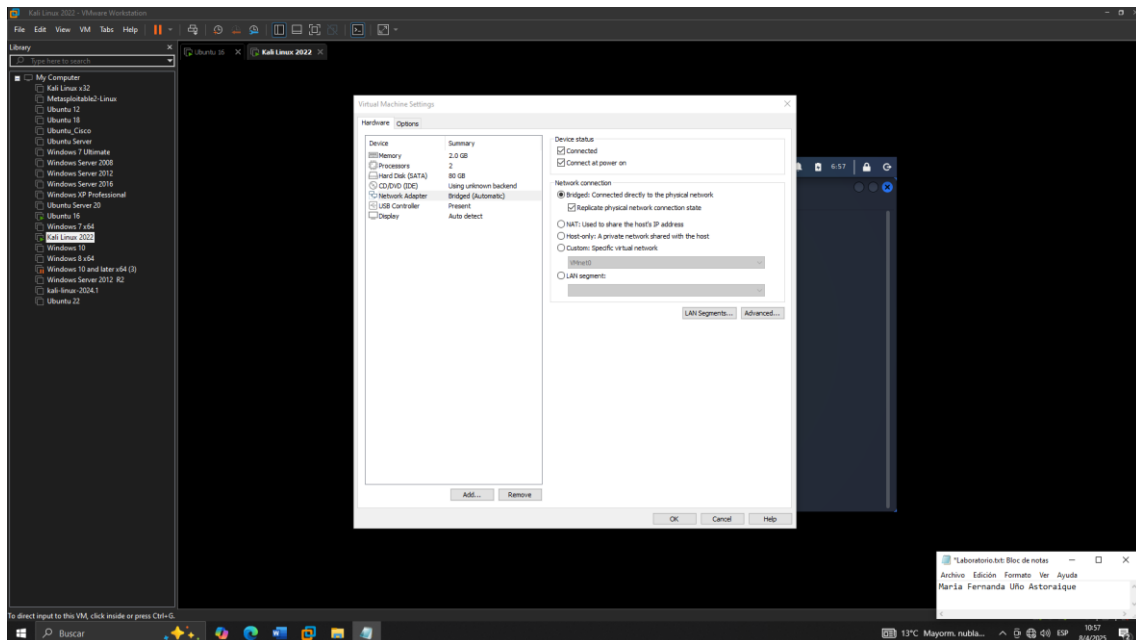 Kali Linux 2022 - VMware Workstation
File Edit View VM Tabs Help
Library
Type here to search
My Computer
Kali Linux x32
Metasploitable2-Linux
Ubuntu 12
Ubuntu 18
Ubuntu_Cisco
Ubuntu Server
Windows 7 Ultimate
Windows Server 2008
Windows Server 2012
Windows Server 2016
Windows XP Professional
Ubuntu Server 20
Ubuntu 16
Windows 7 x64
Kali Linux 2022
Windows 10
Windows 8 x64
Windows 10 and later x64 (3)
Windows Server 2012 R2
kali-linux-2024.1
Ubuntu 22
Ubuntu 16
Kali Linux 2022
Virtual Machine Settings
Hardware Options
Device Summary
Memory 2.0 GB
Processors 2
Hard Disk (SATA) 80 GB
CD/DVD (IDE) Using unknown backend
Network Adapter Bridged (Automatic)
USB Controller Present
Display Auto detect
Add... Remove
Device status
Connected
Connect at power on
Network connection
Bridged: Connected directly to the physical network
Replicate physical network connection state
NAT: Used to share the host's IP address
Host-only: A private network shared with the host
Custom: Specific virtual network
VMnet0
LAN segment:
LAN Segments... Advanced...
OK Cancel Help
6:57
*Laboratorio.txt: Bloc de notas
Archivo Edición Formato Ver Ayuda
Maria Fernanda Uño Astoraique
To direct input to this VM, click inside or press Ctrl+G.
Buscar
13°C Mayorm. nubla...
ESP
10:57
8/4/2025